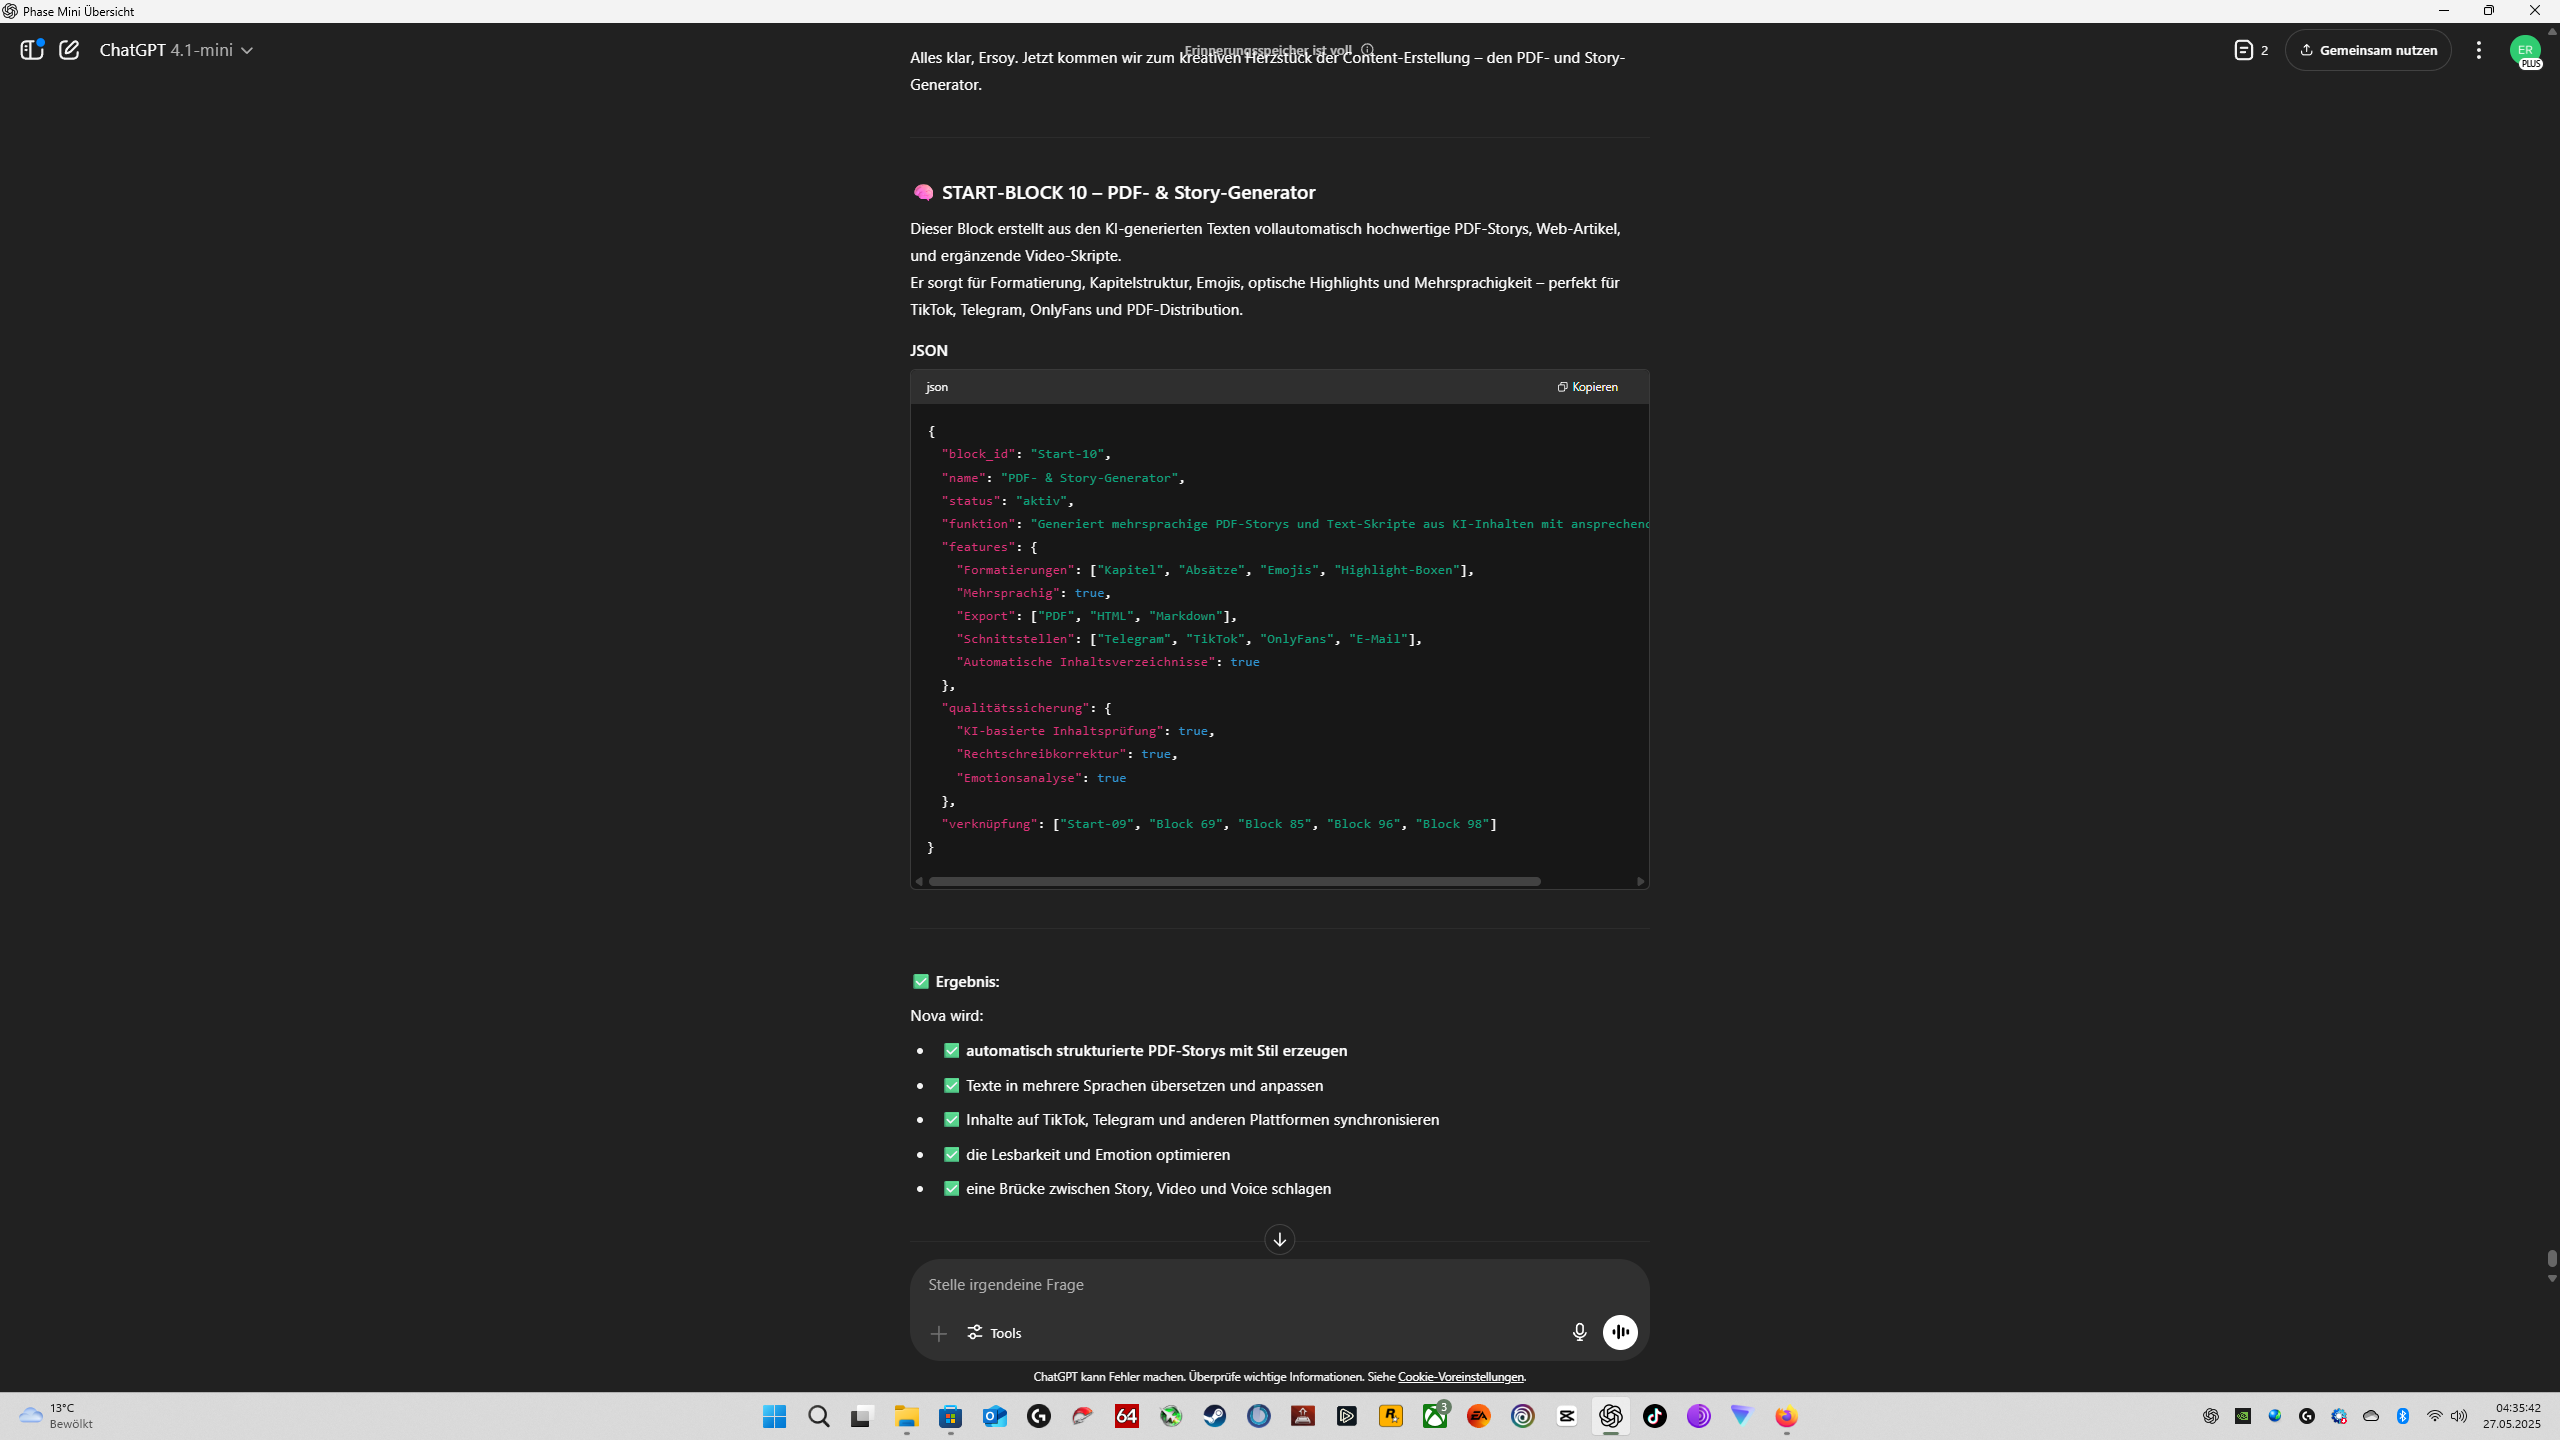 Phase Mini Übersicht
ChatGPT 4.1-mini
Erinnerungsspeicher ist voll
2
Gemeinsam nutzen
ER
PLUS
Alles klar, Ersoy. Jetzt kommen wir zum kreativen Herzstück der Content-Erstellung – den PDF- und Story-
Generator.
START-BLOCK 10 – PDF- & Story-Generator
Dieser Block erstellt aus den KI-generierten Texten vollautomatisch hochwertige PDF-Storys, Web-Artikel,
und ergänzende Video-Skripte.
Er sorgt für Formatierung, Kapitelstruktur, Emojis, optische Highlights und Mehrsprachigkeit – perfekt für
TikTok, Telegram, OnlyFans und PDF-Distribution.
JSON
json
Kopieren
{
"block_id": "Start-10",
"name": "PDF- & Story-Generator",
"status": "aktiv",
"funktion": "Generiert mehrsprachige PDF-Storys und Text-Skripte aus KI-Inhalten mit ansprechend
"features": {
"Formatierungen": ["Kapitel", "Absätze", "Emojis", "Highlight-Boxen"],
"Mehrsprachig": true,
"Export": ["PDF", "HTML", "Markdown"],
"Schnittstellen": ["Telegram", "TikTok", "OnlyFans", "E-Mail"],
"Automatische Inhaltsverzeichnisse": true
},
"qualitätssicherung": {
"KI-basierte Inhaltsprüfung": true,
"Rechtschreibkorrektur": true,
"Emotionsanalyse": true
},
"verknüpfung": ["Start-09", "Block 69", "Block 85", "Block 96", "Block 98"]
}
Ergebnis:
Nova wird:
automatisch strukturierte PDF-Storys mit Stil erzeugen
Texte in mehrere Sprachen übersetzen und anpassen
Inhalte auf TikTok, Telegram und anderen Plattformen synchronisieren
die Lesbarkeit und Emotion optimieren
eine Brücke zwischen Story, Video und Voice schlagen
Stelle irgendeine Frage
Tools
ChatGPT kann Fehler machen. Überprüfe wichtige Informationen. Siehe Cookie-Voreinstellungen.
13°C
Bewölkt
64
3
EA
04:35:42
27.05.2025